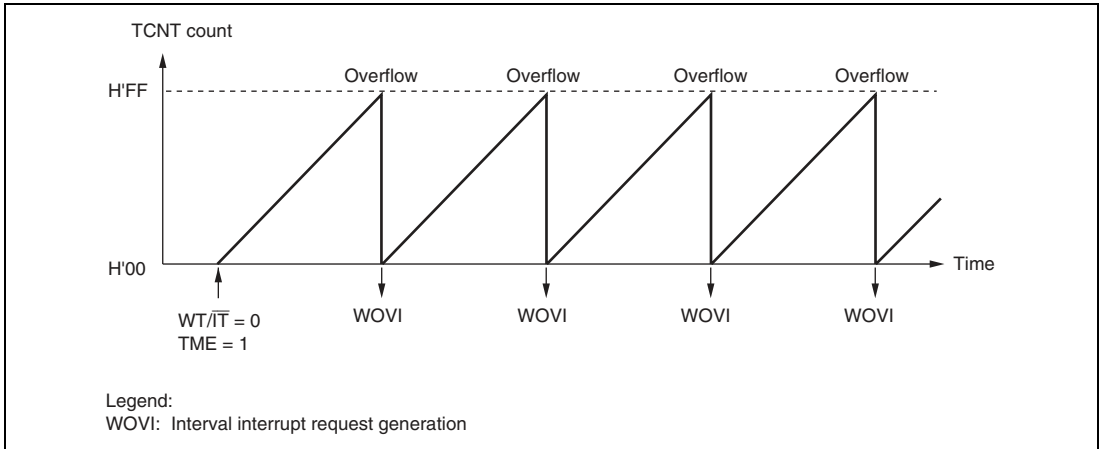 TCNT count
Overflow Overflow Overflow Overflow
H'FF
H'00
Time
WT/IT = 0
TME = 1
WOVI WOVI WOVI WOVI
Legend:
WOVI: Interval interrupt request generation